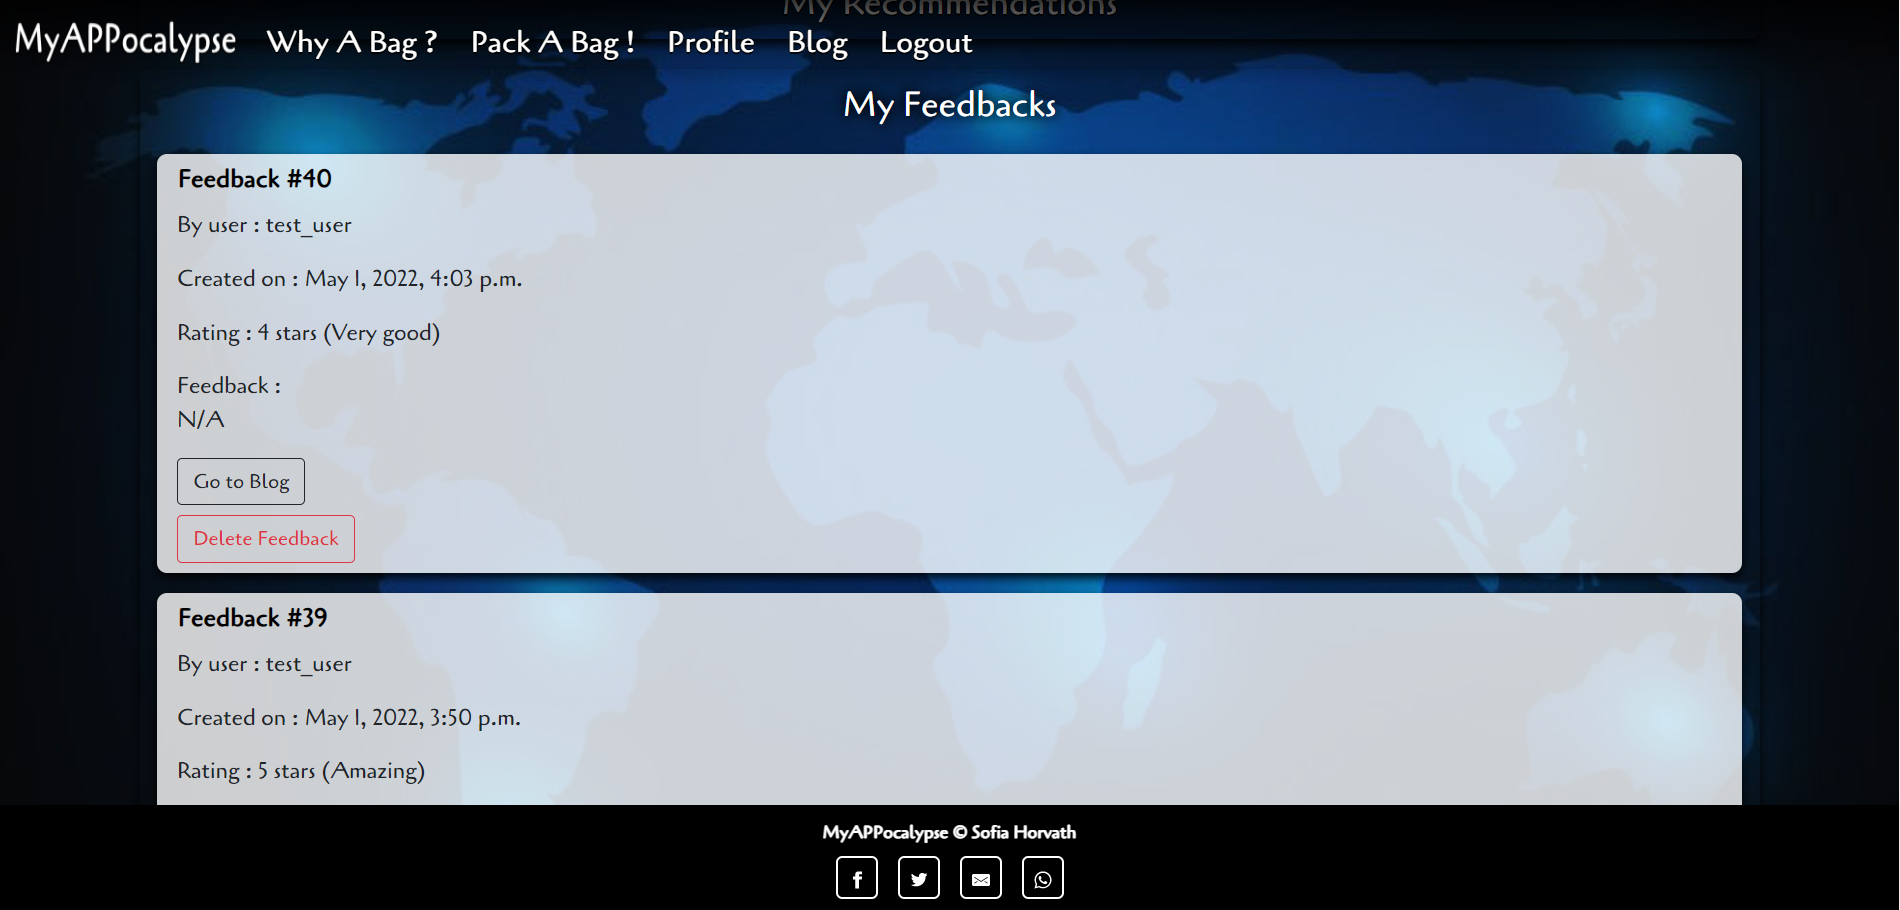 My Recommendations
MyAPPocalypse Why A Bag ? Pack A Bag ! Profile Blog Logout
My Feedbacks
Feedback #40
By user : test_user
Created on : May 1, 2022, 4:03 p.m.
Rating : 4 stars (Very good)
Feedback :
N/A
Go to Blog
Delete Feedback
Feedback #39
By user : test_user
Created on : May 1, 2022, 3:50 p.m.
Rating : 5 stars (Amazing)
MyAPPocalypse © Sofia Horvath